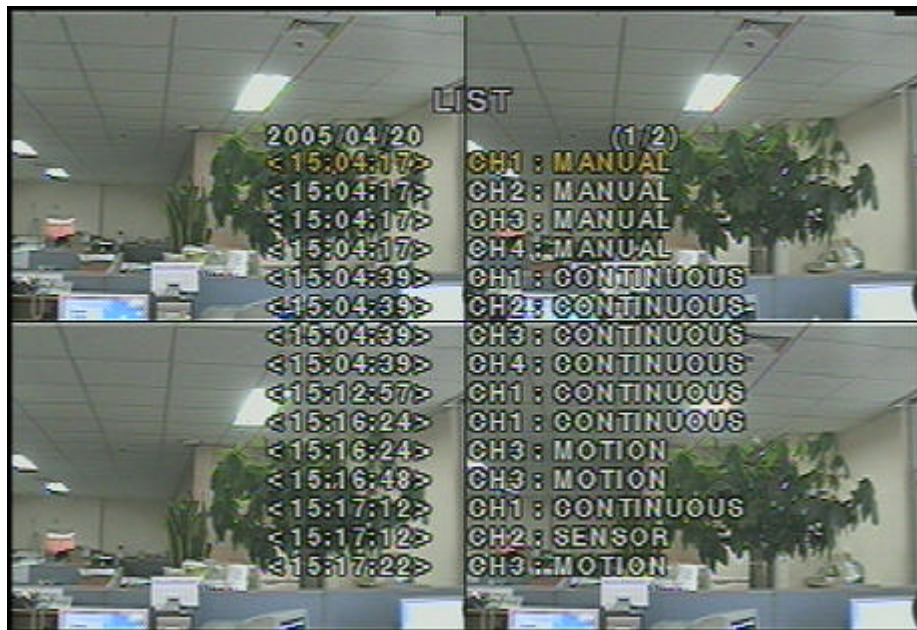 LIST
2005/04/20 (1/2)
<15:04:17> CH1 : MANUAL
<15:04:17> CH2 : MANUAL
<15:04:17> CH3 : MANUAL
<15:04:17> CH4 : MANUAL
<15:04:39> CH1 : CONTINUOUS
<15:04:39> CH2 : CONTINUOUS
<15:04:39> CH3 : CONTINUOUS
<15:04:39> CH4 : CONTINUOUS
<15:12:57> CH1 : CONTINUOUS
<15:16:24> CH1 : CONTINUOUS
<15:16:24> CH3 : MOTION
<15:16:48> CH3 : MOTION
<15:17:12> CH1 : CONTINUOUS
<15:17:12> CH2 : SENSOR
<15:17:22> CH3 : MOTION